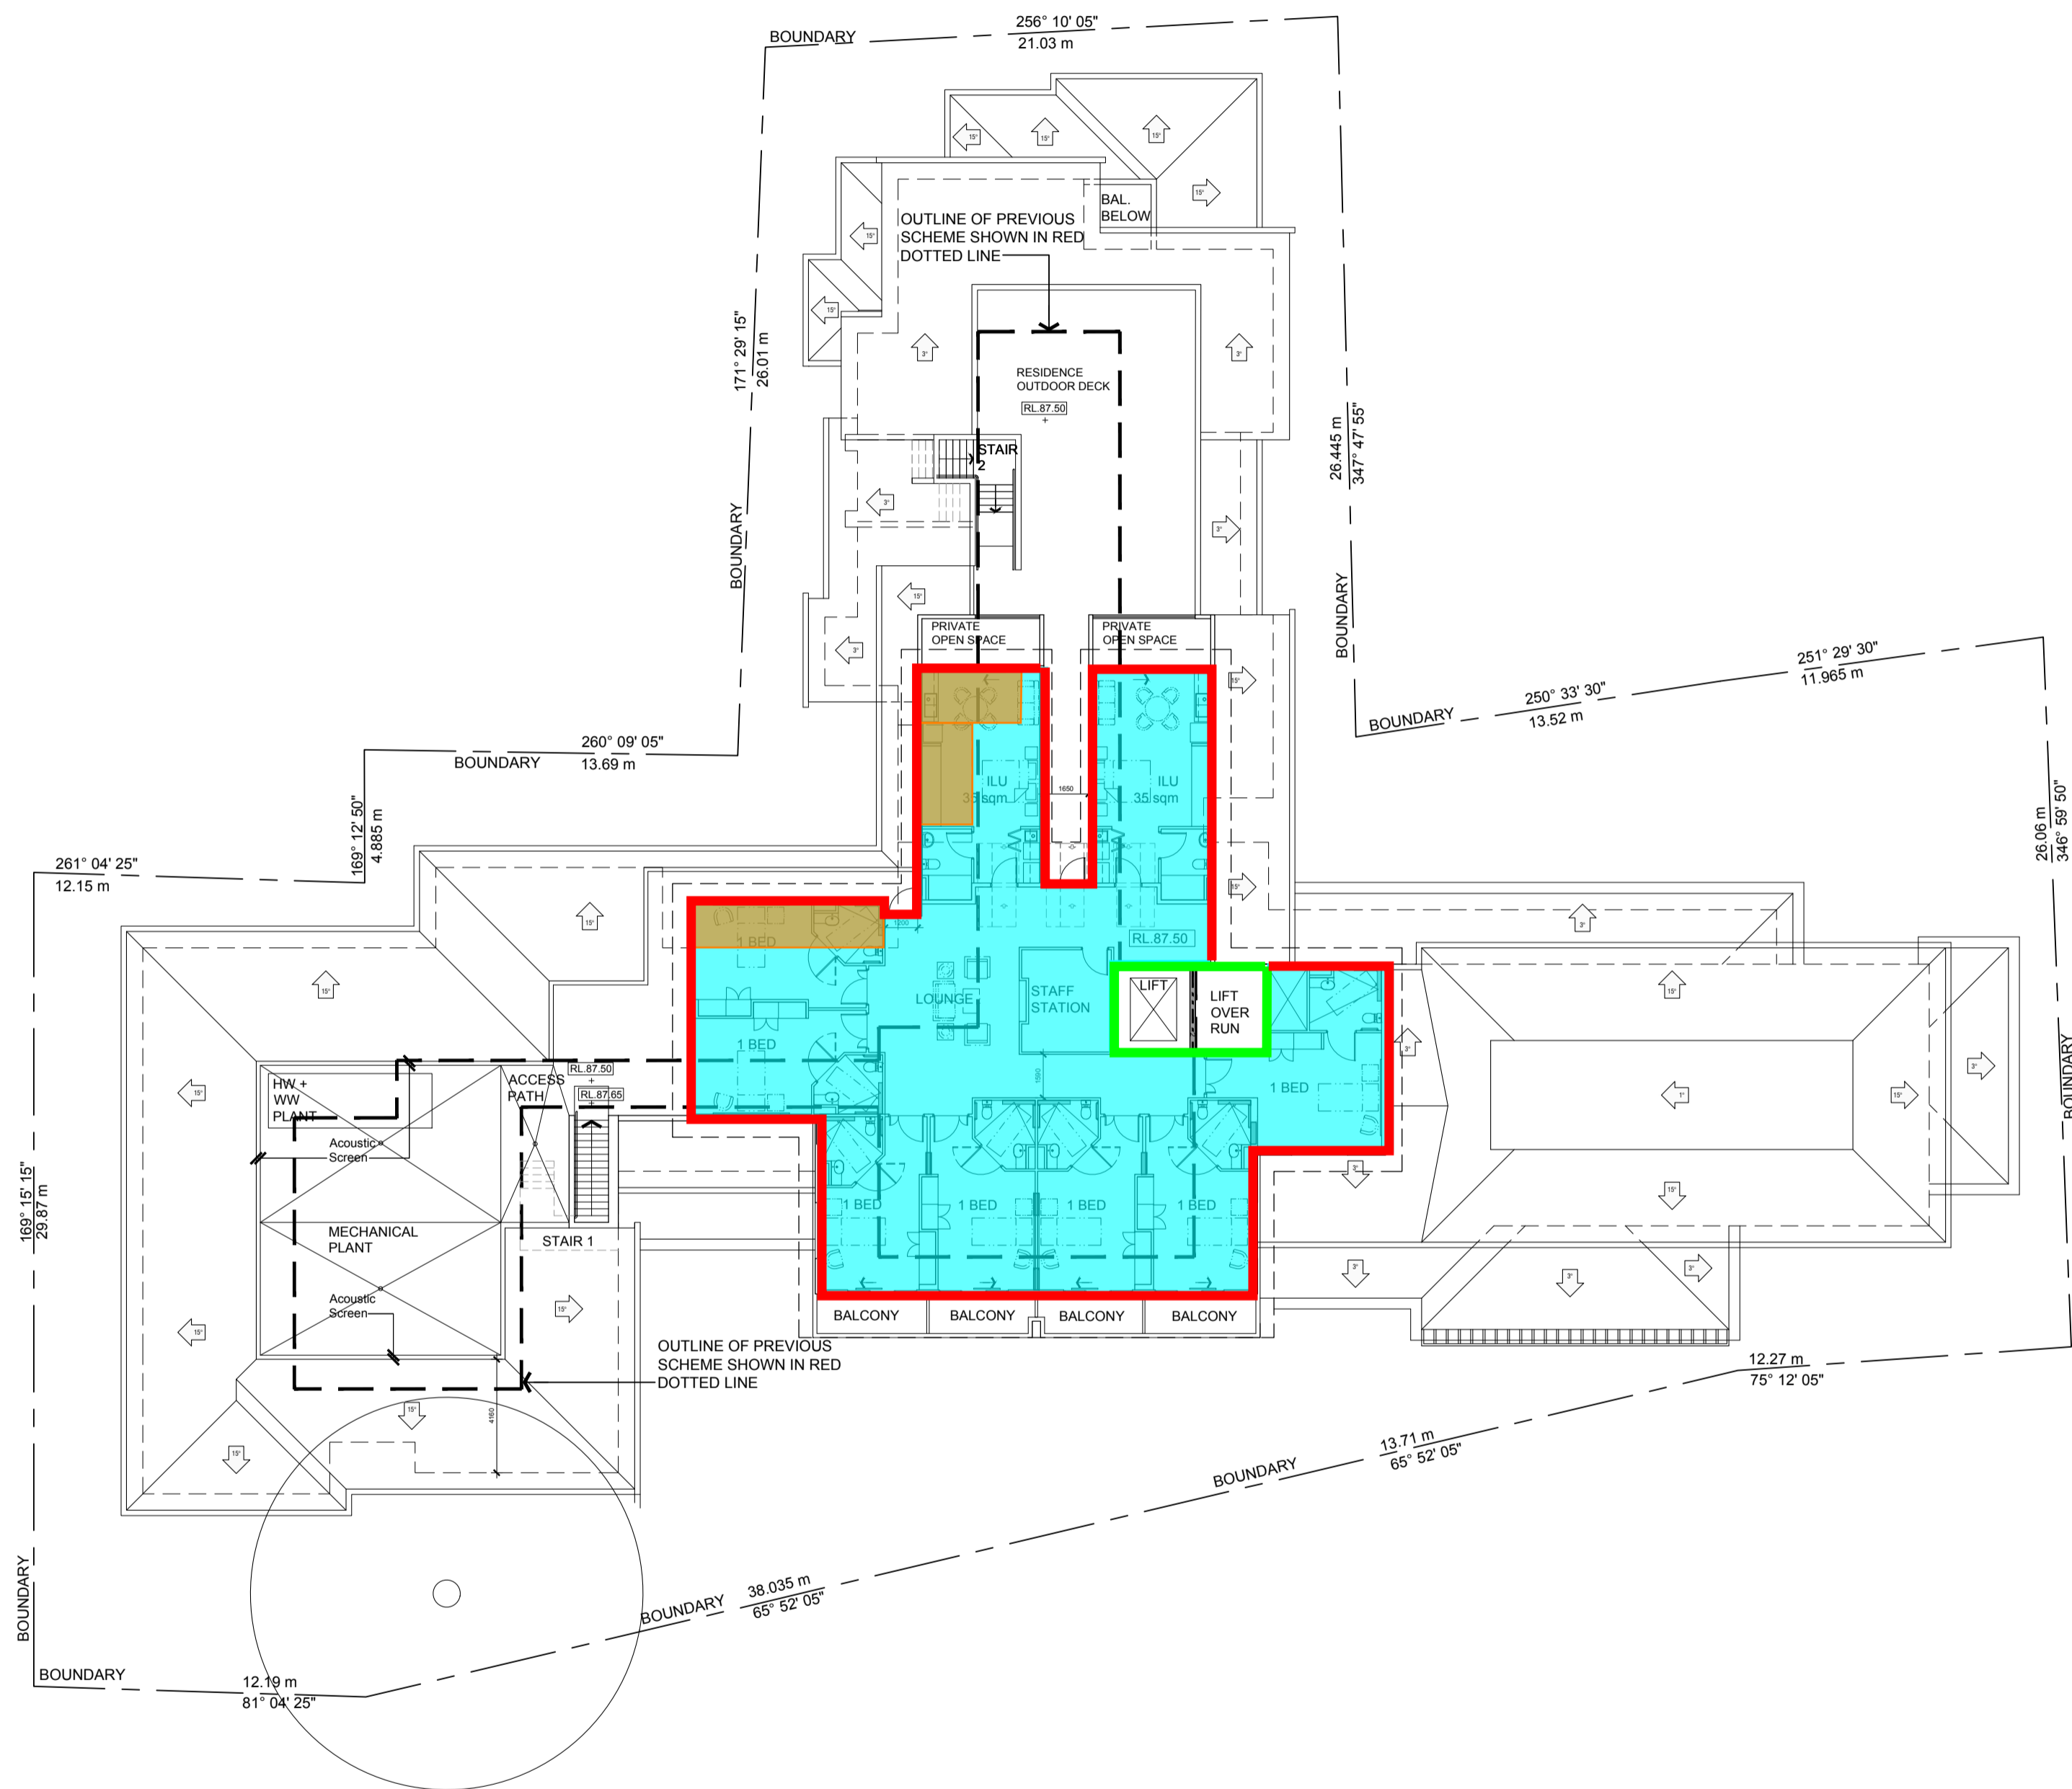 256° 10' 05"
BOUNDARY
21.03 m
15°
15°
15°
15°
BAL.
BELOW
OUTLINE OF PREVIOUS
SCHEME SHOWN IN RED
DOTTED LINE
15°
15°
171° 29' 15"
26.01 m
3°
3°
RESIDENCE
OUTDOOR DECK
RL.87.50
26.445 m
347° 47' 55"
STAIR
2
3°
3°
BOUNDARY
BOUNDARY
15°
PRIVATE
OPEN SPACE
PRIVATE
OPEN SPACE
3°
15°
251° 29' 30"
11.965 m
250° 33' 30"
13.52 m
BOUNDARY
260° 09' 05"
BOUNDARY
13.69 m
ILU
35 sqm
1650
ILU
35 sqm
169° 12' 50"
4.885 m
26.06 m
346° 59' 50"
261° 04' 25"
12.15 m
15°
15°
3°
1 BED
1000
RL.87.50
15°
LOUNGE
STAFF
STATION
LIFT
LIFT
OVER
RUN
15°
1 BED
3°
BOUNDARY
HW +
WW
PLANT
ACCESS
PATH
RL.87.50
RL.87.65
1590
1 BED
15°
1°
15°
3°
Acoustic
Screen
169° 15' 15"
29.87 m
1 BED
1 BED
1 BED
1 BED
3°
15°
MECHANICAL
PLANT
STAIR 1
3°
3°
3°
Acoustic
Screen
15°
15°
BALCONY
BALCONY
BALCONY
BALCONY
OUTLINE OF PREVIOUS
SCHEME SHOWN IN RED
DOTTED LINE
12.27 m
75° 12' 05"
4160
15°
15°
13.71 m
65° 52' 05"
BOUNDARY
BOUNDARY
38.035 m
65° 52' 05"
BOUNDARY
BOUNDARY
12.19 m
81° 04' 25"